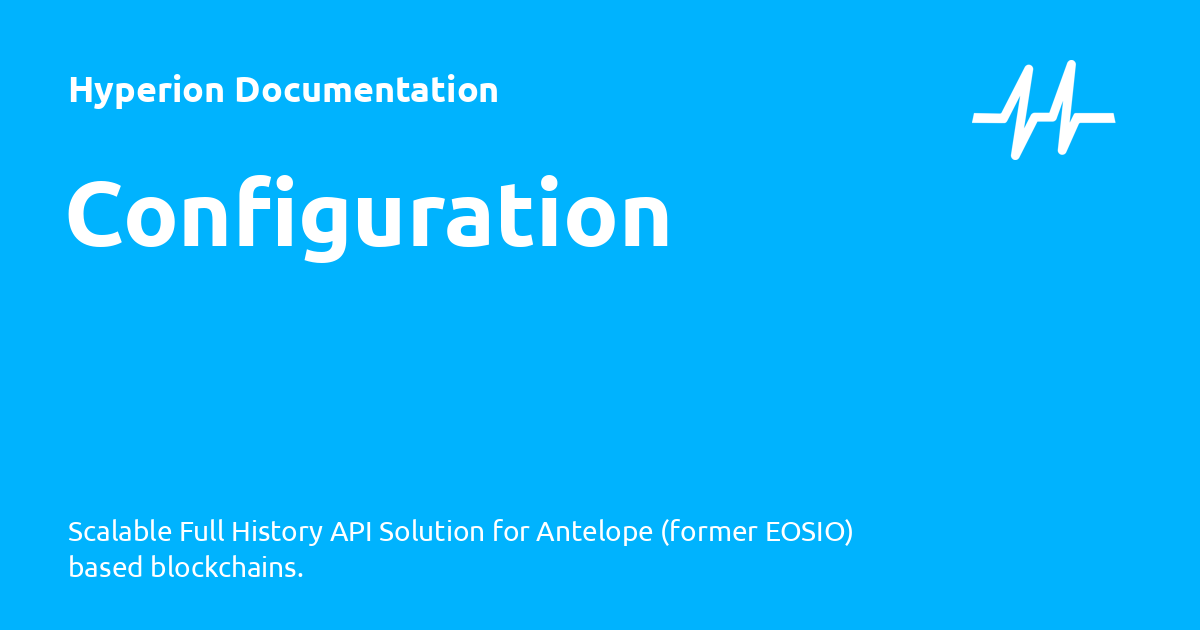 Hyperion Documentation
Configuration
Scalable Full History API Solution for Antelope (former EOSIO)
based blockchains.